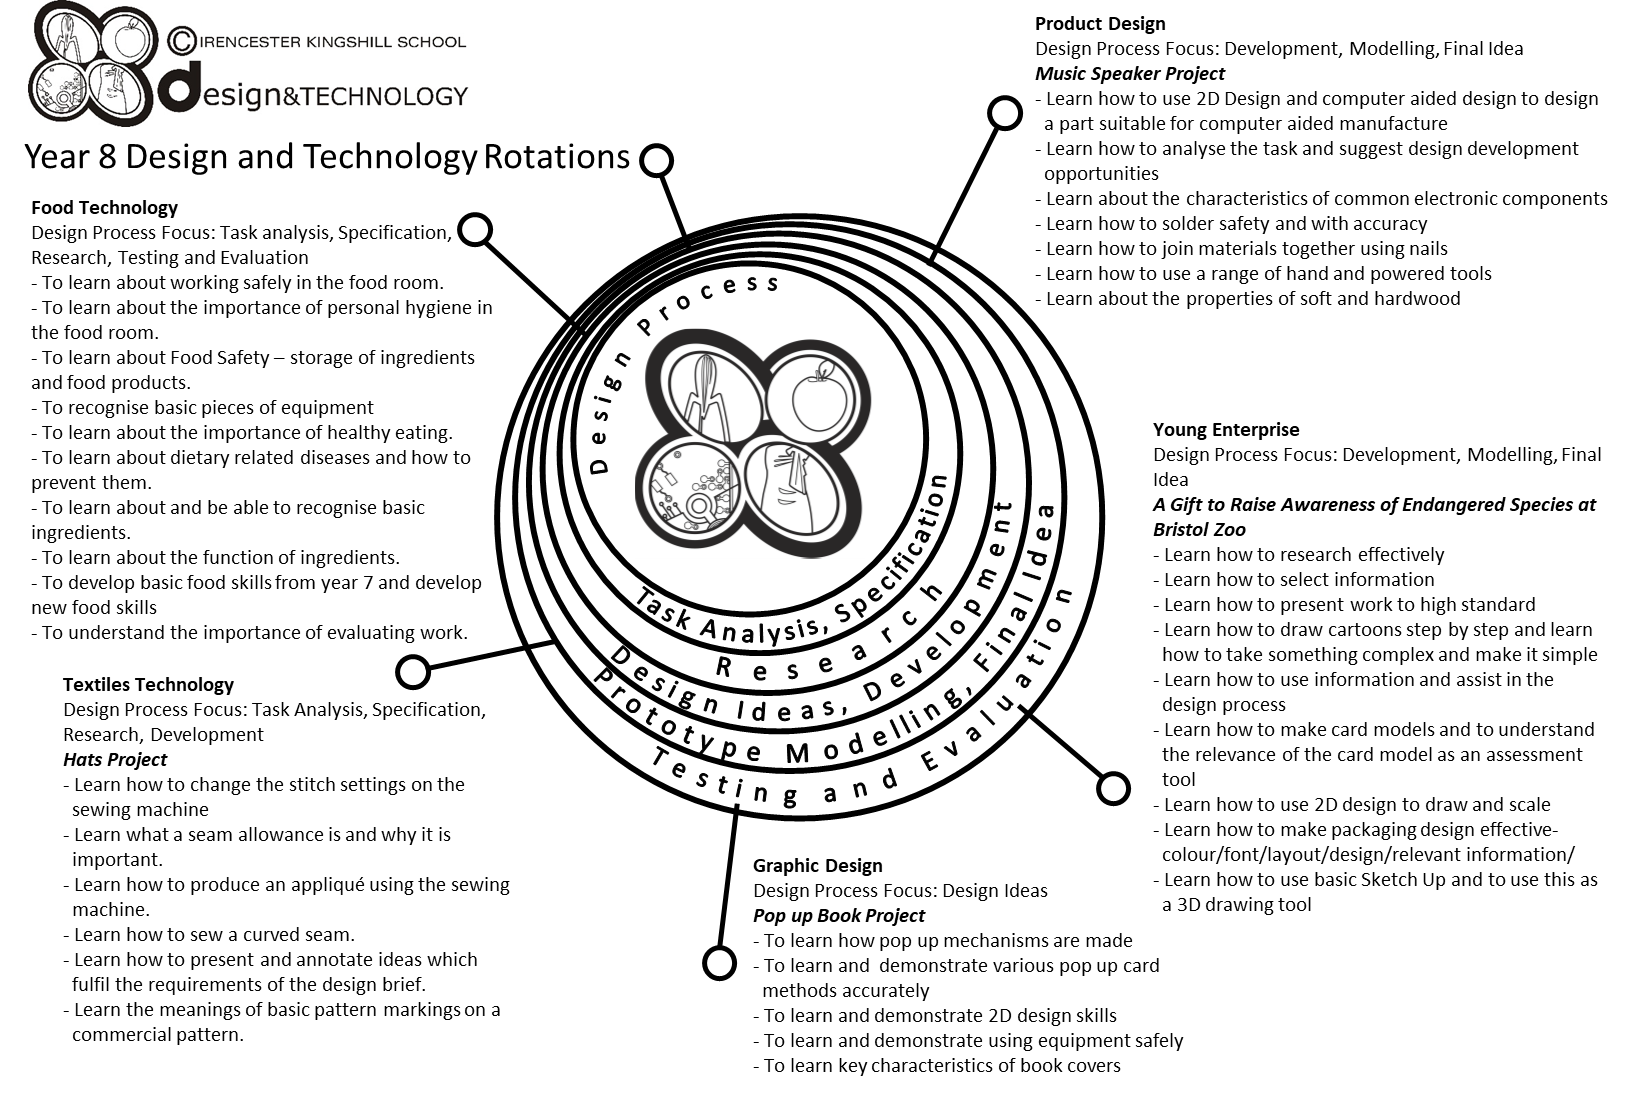 ©IRENCESTER KINGSHILL SCHOOL
design&TECHNOLOGY
Year 8 Design and Technology Rotations
Food Technology
Design Process Focus: Task analysis, Specification,
Research, Testing and Evaluation
- To learn about working safely in the food room.
- To learn about the importance of personal hygiene in
the food room.
- To learn about Food Safety – storage of ingredients
and food products.
- To recognise basic pieces of equipment
- To learn about the importance of healthy eating.
- To learn about dietary related diseases and how to
prevent them.
- To learn about and be able to recognise basic
ingredients.
- To learn about the function of ingredients.
- To develop basic food skills from year 7 and develop
new food skills
- To understand the importance of evaluating work.
Textiles Technology
Design Process Focus: Task Analysis, Specification,
Research, Development
Hats Project
- Learn how to change the stitch settings on the
sewing machine
- Learn what a seam allowance is and why it is
important.
- Learn how to produce an appliqué using the sewing
machine.
- Learn how to sew a curved seam.
- Learn how to present and annotate ideas which
fulfil the requirements of the design brief.
- Learn the meanings of basic pattern markings on a
commercial pattern.
Design Process
Task Analysis, Specification
Research
Design Ideas, Development
Prototype Modelling, Final Idea
Testing and Evaluation
Graphic Design
Design Process Focus: Design Ideas
Pop up Book Project
- To learn how pop up mechanisms are made
- To learn and demonstrate various pop up card
methods accurately
- To learn and demonstrate 2D design skills
- To learn and demonstrate using equipment safely
- To learn key characteristics of book covers
Product Design
Design Process Focus: Development, Modelling, Final Idea
Music Speaker Project
- Learn how to use 2D Design and computer aided design to design
a part suitable for computer aided manufacture
- Learn how to analyse the task and suggest design development
opportunities
- Learn about the characteristics of common electronic components
- Learn how to solder safety and with accuracy
- Learn how to join materials together using nails
- Learn how to use a range of hand and powered tools
- Learn about the properties of soft and hardwood
Young Enterprise
Design Process Focus: Development, Modelling, Final
Idea
A Gift to Raise Awareness of Endangered Species at
Bristol Zoo
- Learn how to research effectively
- Learn how to select information
- Learn how to present work to high standard
- Learn how to draw cartoons step by step and learn
how to take something complex and make it simple
- Learn how to use information and assist in the
design process
- Learn how to make card models and to understand
the relevance of the card model as an assessment
tool
- Learn how to use 2D design to draw and scale
- Learn how to make packaging design effective-
colour/font/layout/design/relevant information/
- Learn how to use basic Sketch Up and to use this as
a 3D drawing tool